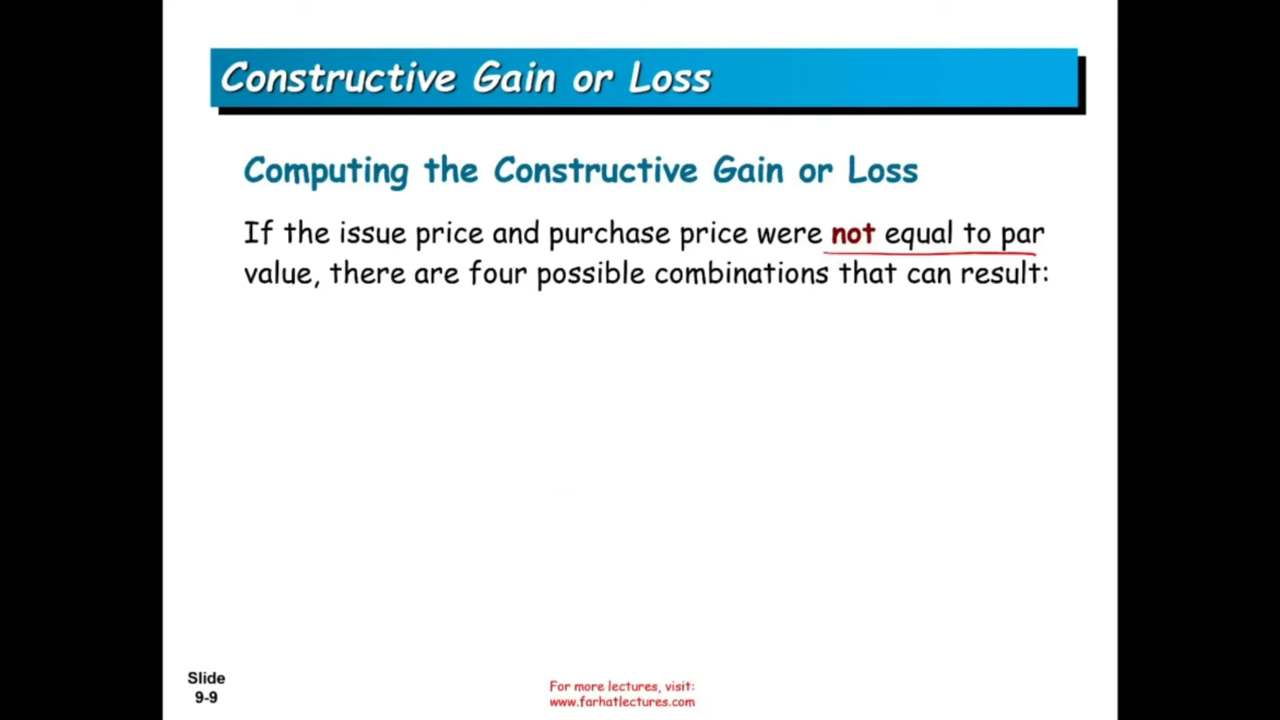 Constructive Gain or Loss
Computing the Constructive Gain or Loss
If the issue price and purchase price were not equal to par
value, there are four possible combinations that can result:
Slide
9-9
For more lectures, visit:
www.farhatlectures.com